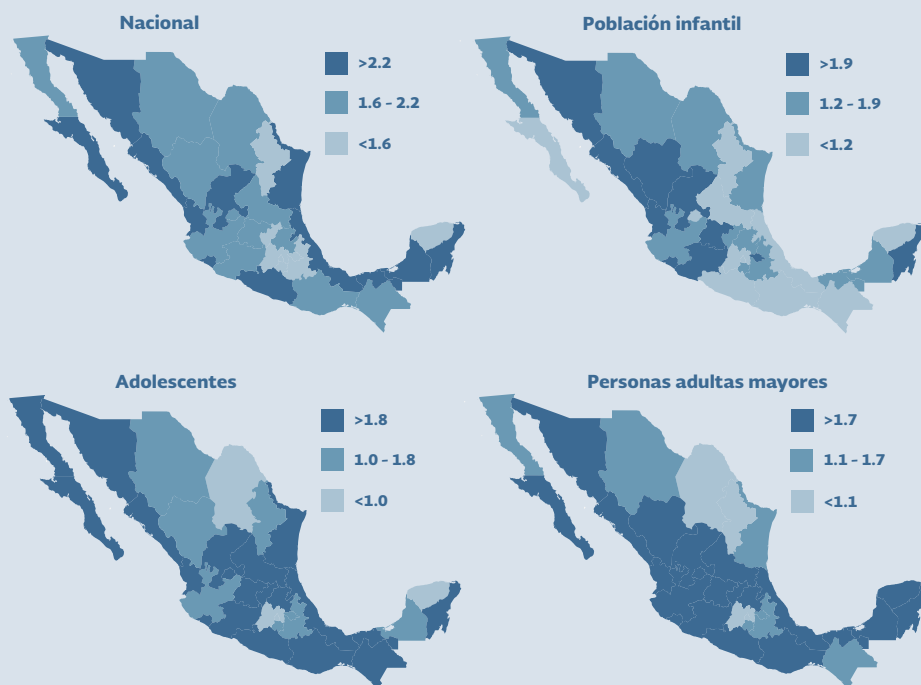 Nacional
>2.2
1.6 – 2.2
<1.6
Población infantil
>1.9
1.2 – 1.9
<1.2
Adolescentes
>1.8
1.0 – 1.8
<1.0
Personas adultas mayores
>1.7
1.1 – 1.7
<1.1